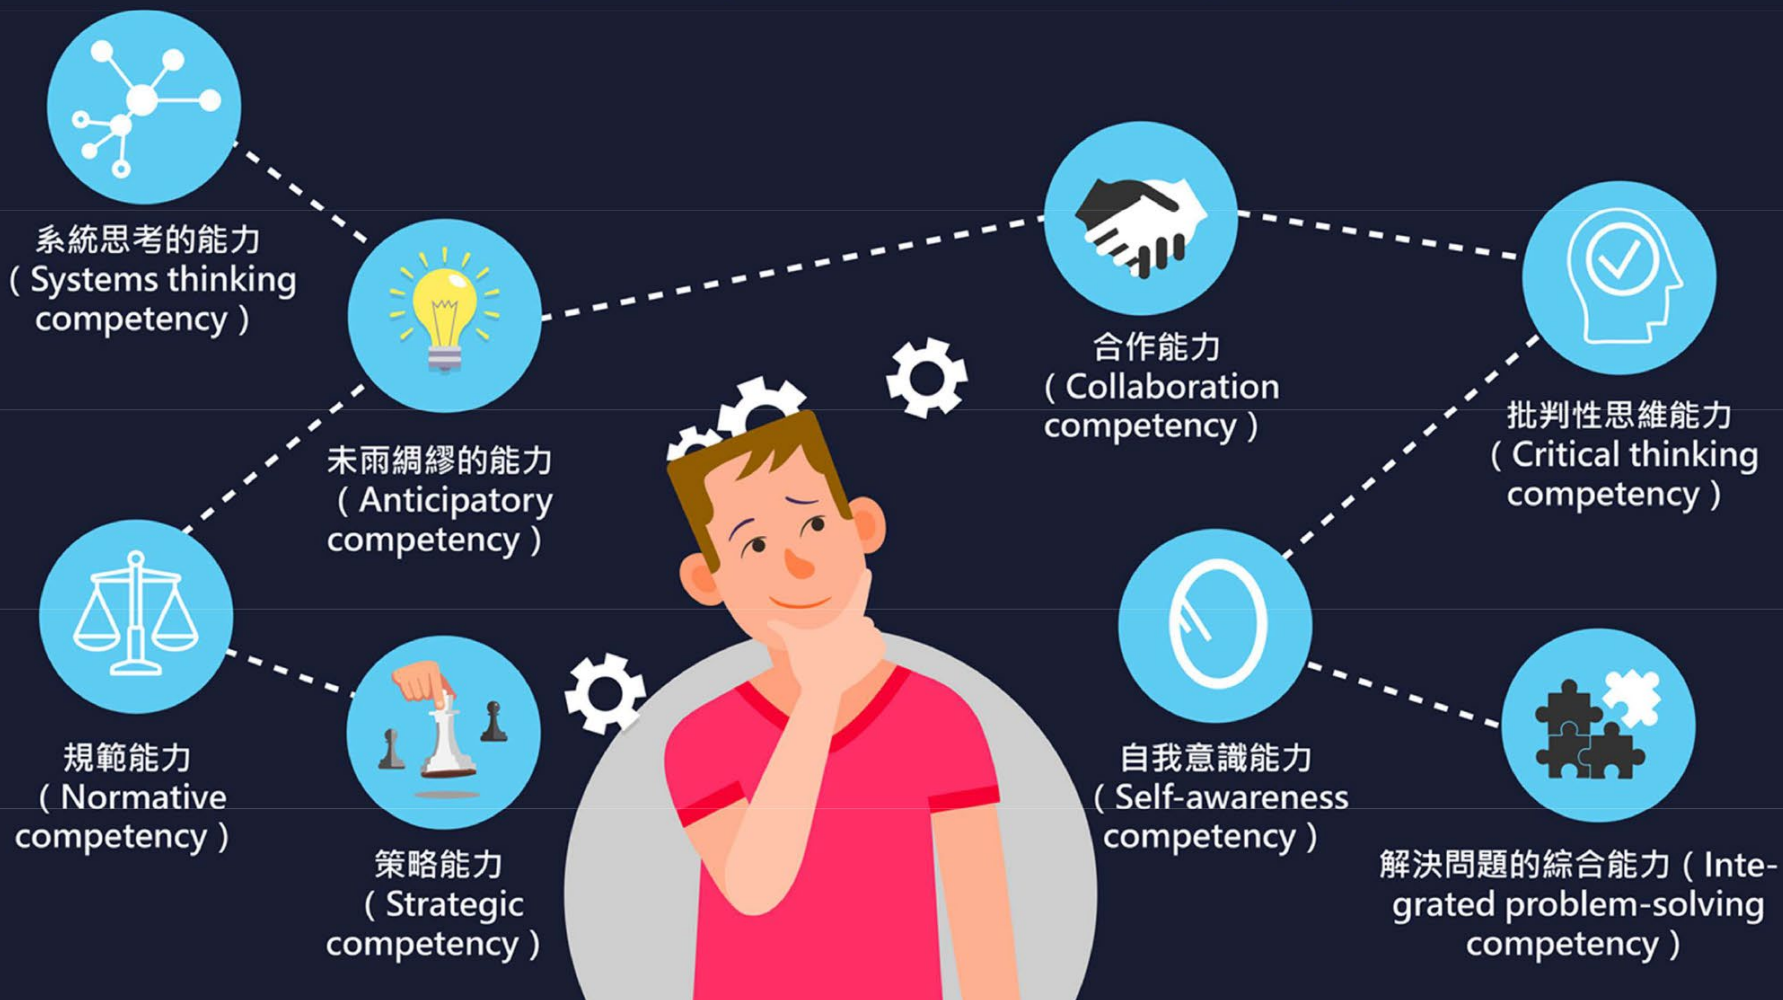 系統思考的能力
( Systems thinking
competency )
未雨綢繆的能力
( Anticipatory
competency )
規範能力
( Normative
competency )
策略能力
( Strategic
competency )
合作能力
( Collaboration
competency )
批判性思維能力
( Critical thinking
competency )
自我意識能力
( Self-awareness
competency )
解決問題的綜合能力 ( Inte-
grated problem-solving
competency )